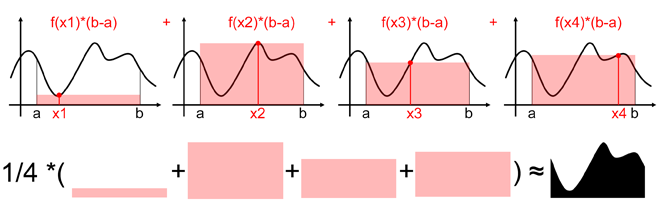 f(x1)*(b-a) + f(x2)*(b-a) + f(x3)*(b-a) + f(x4)*(b-a)
a x1 b a x2 b a x3 b a x4 b
1/4 *( + + + ) ≈